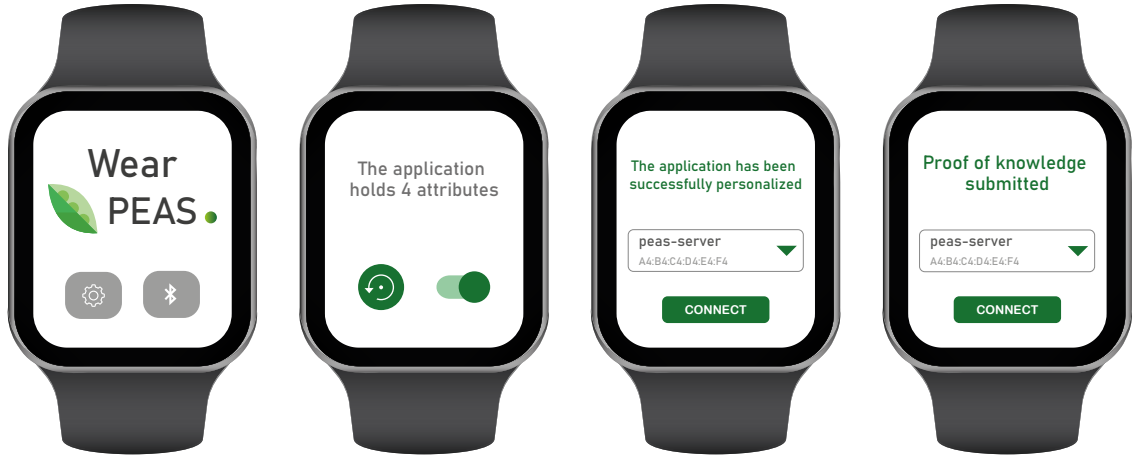 Wear
PEAS
The application
holds 4 attributes
The application has been
successfully personalized
peas-server
A4:B4:C4:D4:E4:F4
CONNECT
Proof of knowledge
submitted
peas-server
A4:B4:C4:D4:E4:F4
CONNECT